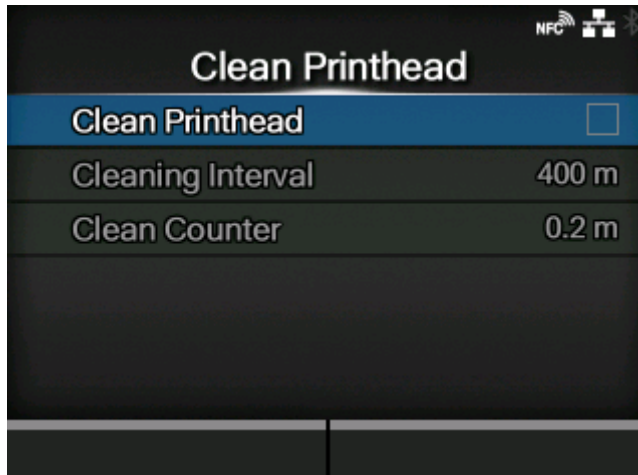 NFC
Clean Printhead
Clean Printhead
Cleaning Interval 400 m
Clean Counter 0.2 m